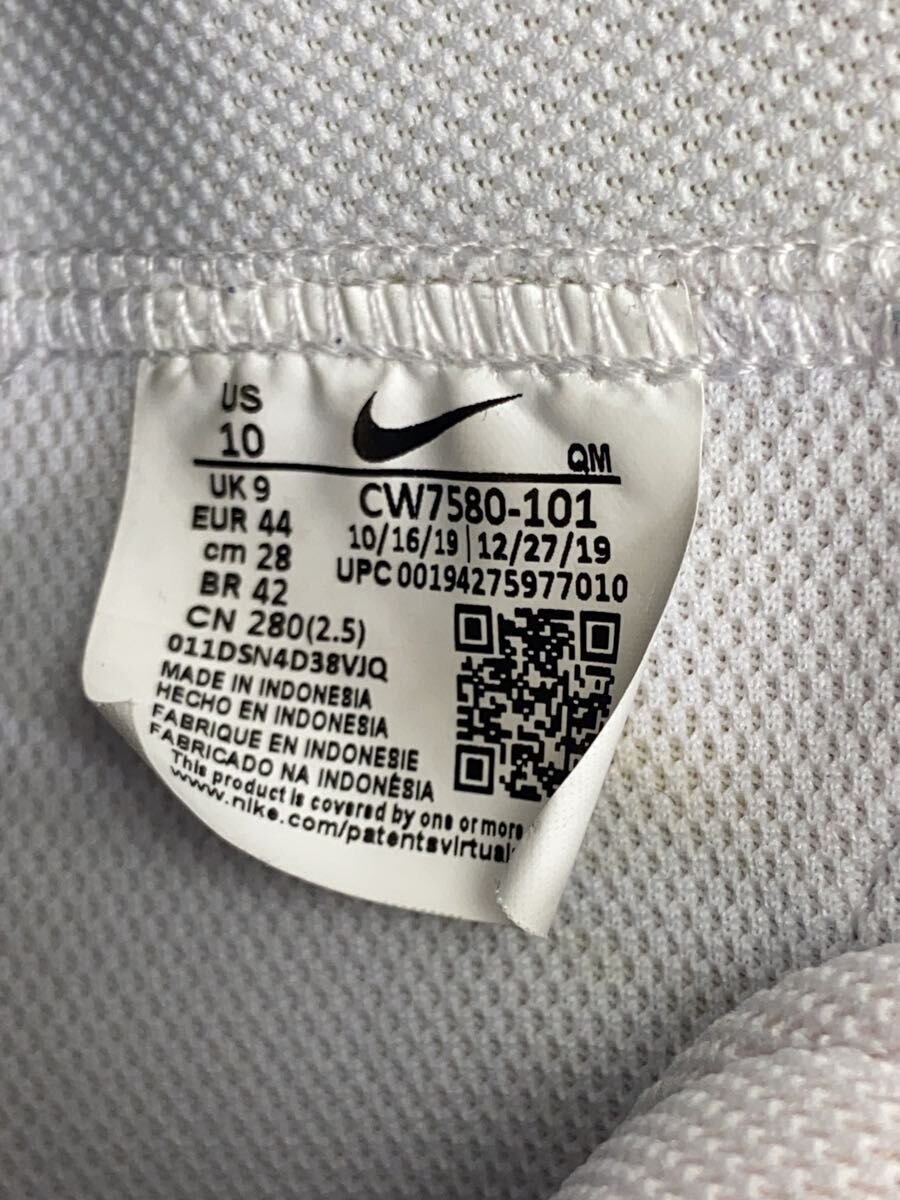 US
10
QM
UK 9
EUR 44
cm 28
BR 42
CN 280(2.5)
CW7580-101
10/16/19 | 12/27/19
UPC 00194275977010
011DSN4D38VJQ
MADE IN INDONESIA
HECHO EN INDONESIA
FABRIQUE EN INDONESIE
FABRICADO NA INDONÉSIA
This product is covered by one or more
www.nike.com/patentsvirtual